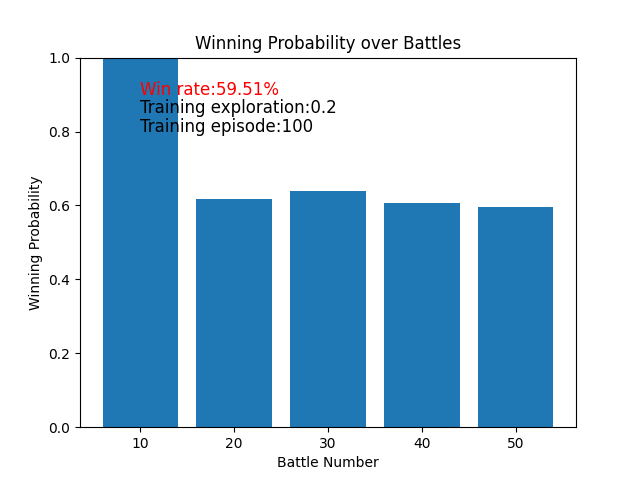 Winning Probability over Battles
1.0
0.8
0.6
0.4
0.2
0.0
Winning Probability
Win rate:59.51%
Training exploration:0.2
Training episode:100
10 20 30 40 50
Battle Number